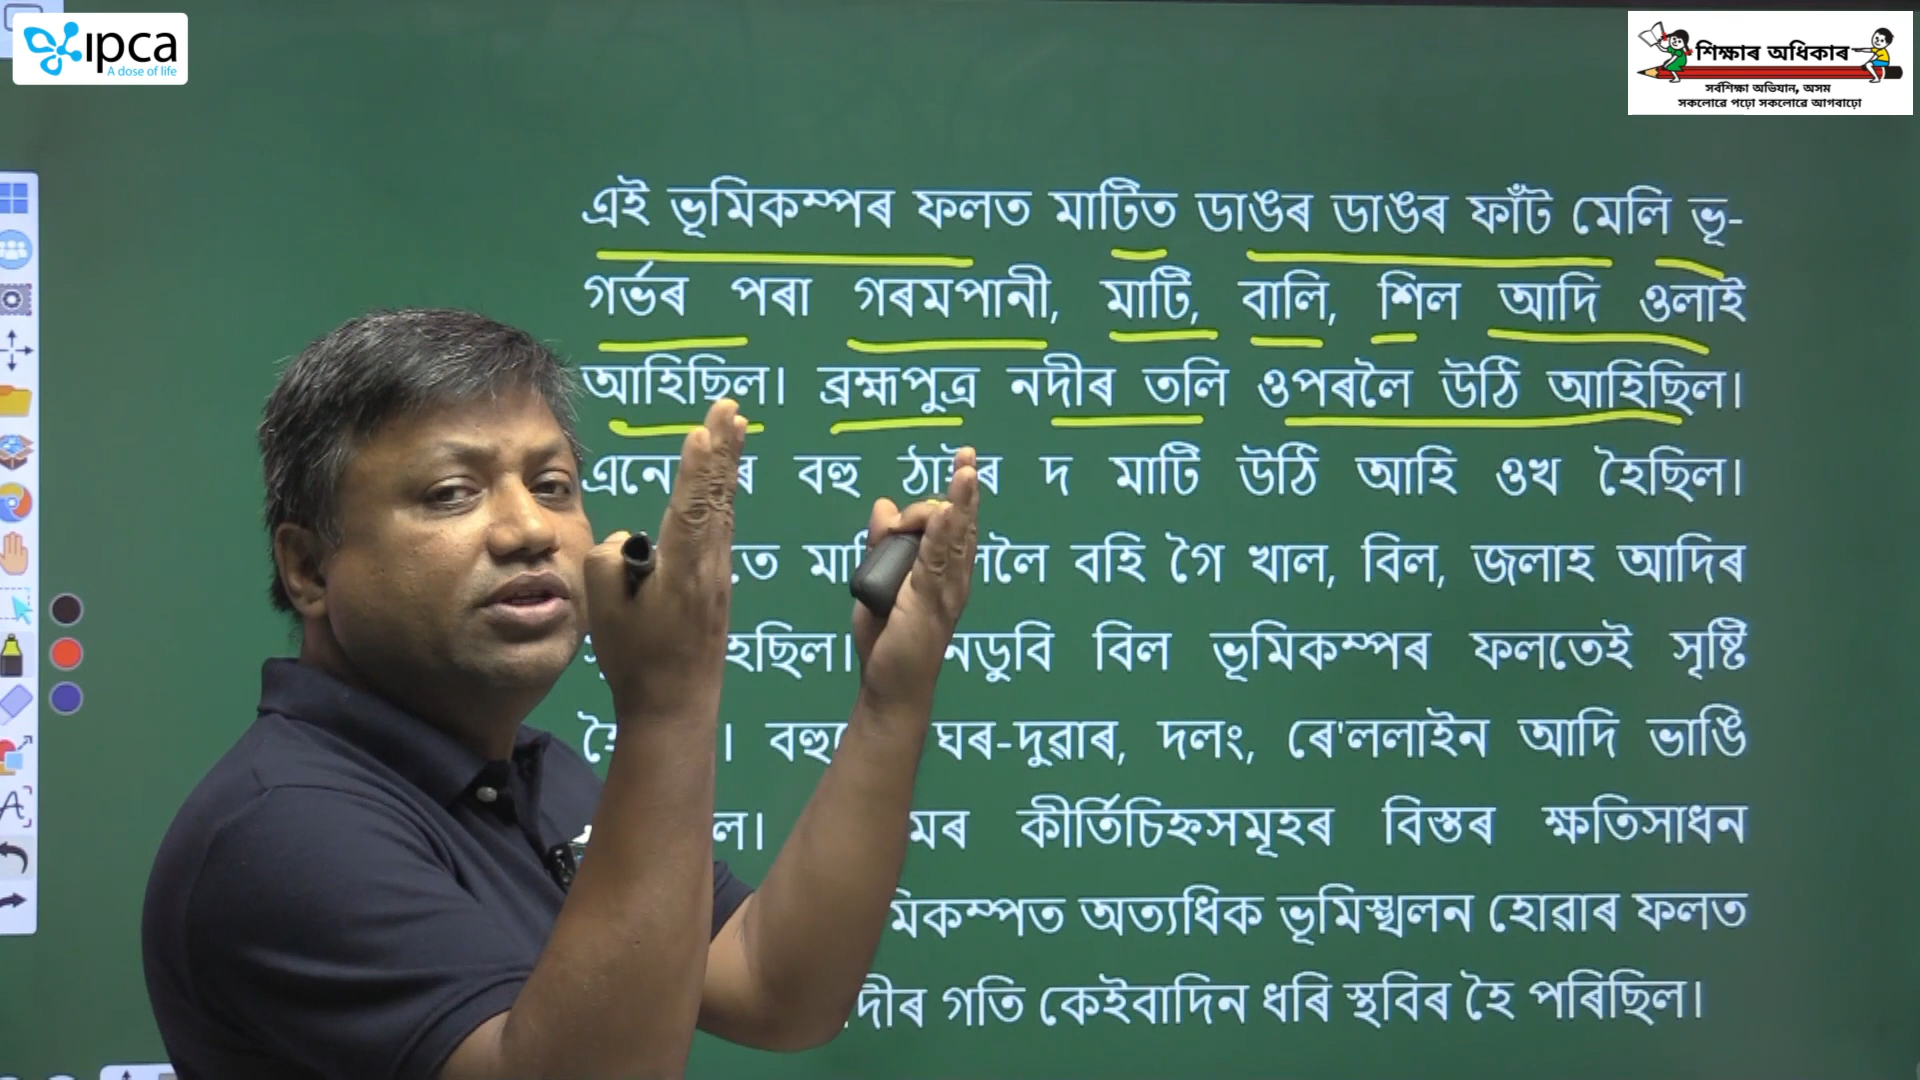 ipca
A dose of life
শিক্ষাৰ অধিকাৰ
সৰ্বশিক্ষা অভিযান, অসম
সকলোৱে পঢ়ো সকলোৱে আগবাঢ়ো
এই ভূমিকম্পৰ ফলত মাটিত ডাঙৰ ডাঙৰ ফাঁট মেলি ভূ-
গৰ্ভৰ পৰা গৰমপানী, মাটি, বালি, শিল আদি ওলাই
আহিছিল। ব্ৰহ্মপুত্ৰ নদীৰ তলি ওপৰলৈ উঠি আহিছিল।
বহু ঠাইৰ দ মাটি উঠি আহি ওখ হৈছিল।
বহি গৈ খাল, বিল, জলাহ আদিৰ
বিল ভূমিকম্পৰ ফলতেই সৃষ্টি
ঘৰ-দুৱাৰ, দলং, ৰে'ললাইন আদি ভাঙি
কীৰ্তিচিহ্নসমূহৰ বিস্তৰ ক্ষতিসাধন
অত্যধিক ভূমিস্খলন হোৱাৰ ফলত
গতি কেইবাদিন ধৰি স্থবিৰ হৈ পৰিছিল।